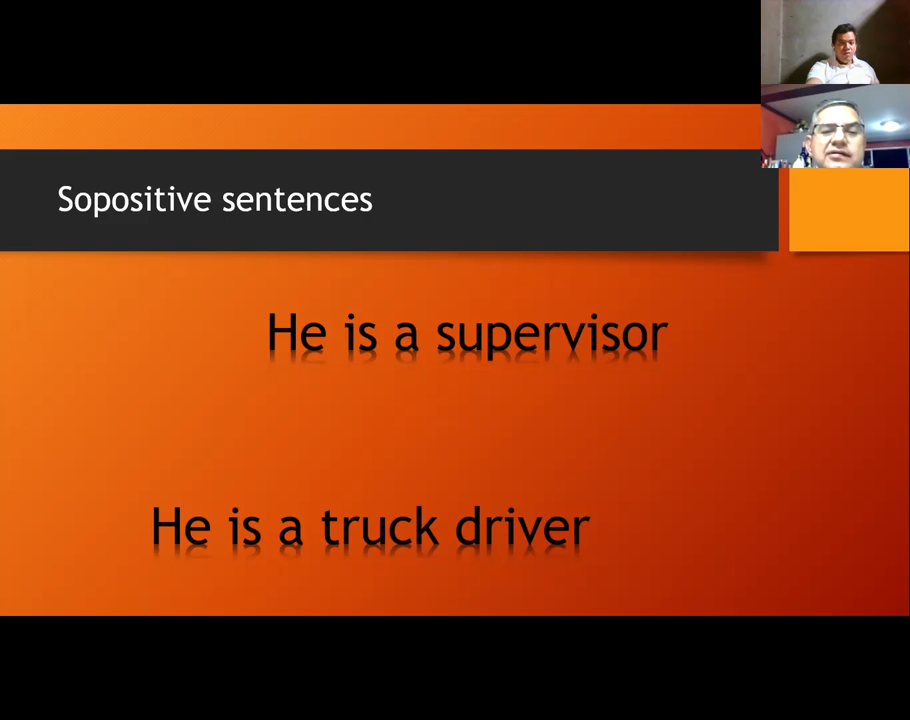 Sopositive sentences
He is a supervisor
He is a truck driver